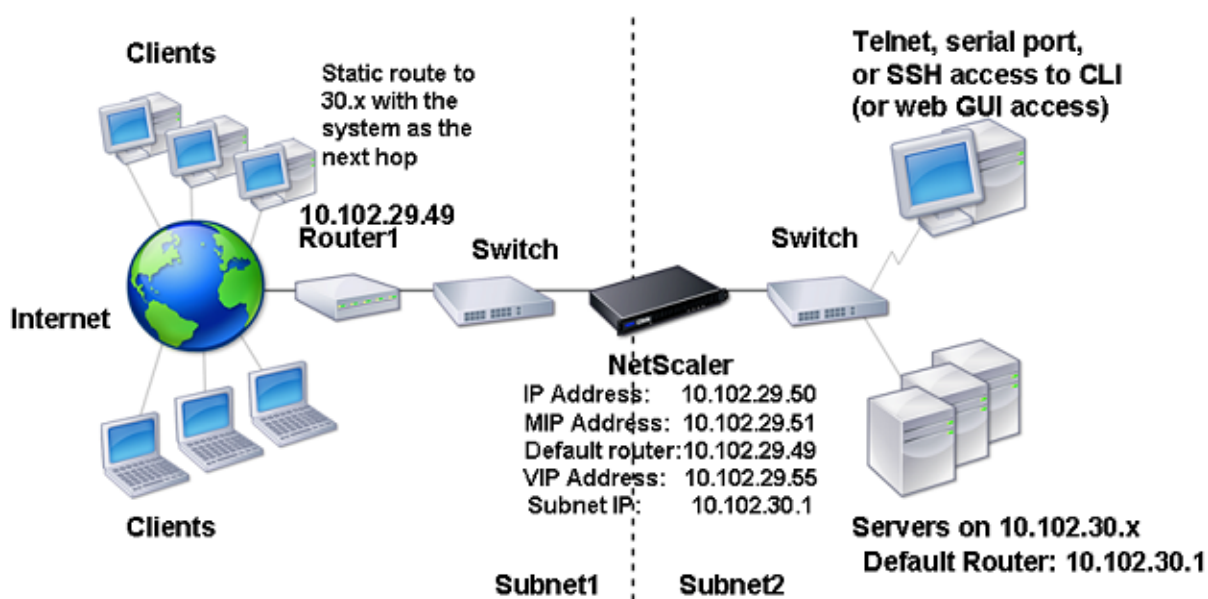 Clients
Static route to
30.x with the
system as the
next hop
10.102.29.49
Router1
Switch
Internet
Clients
Telnet, serial port,
or SSH access to CLI
(or web GUI access)
Switch
NetScaler
IP Address: 10.102.29.50
MIP Address: 10.102.29.51
Default router:10.102.29.49
VIP Address: 10.102.29.55
Subnet IP: 10.102.30.1
Servers on 10.102.30.x
Default Router: 10.102.30.1
Subnet1
Subnet2